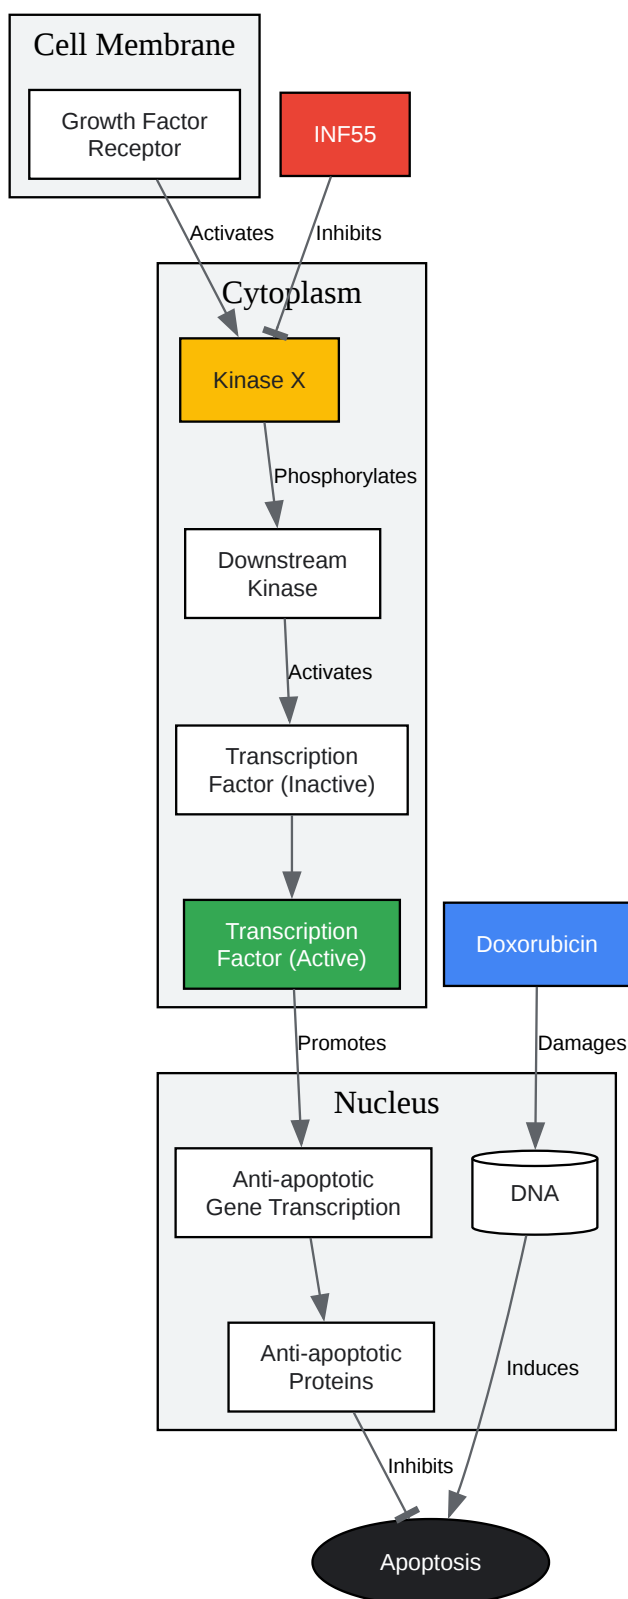 Cell Membrane
Growth Factor
Receptor
INF55
Activates
Inhibits
Cytoplasm
Kinase X
Phosphorylates
Downstream
Kinase
Activates
Transcription
Factor (Inactive)
Transcription
Factor (Active)
Doxorubicin
Promotes
Damages
Nucleus
Anti-apoptotic
Gene Transcription
DNA
Anti-apoptotic
Proteins
Induces
Inhibits
Apoptosis